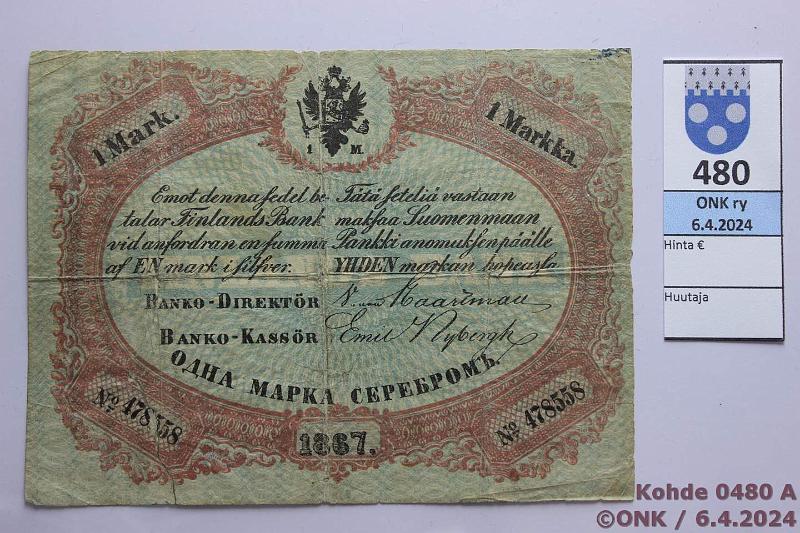 1 Mark.
1 Markka.
1 M.
Emot denna sedel be-
talar Finlands Bank
vid anfordran en summa
af EN mark i silfver.
Tätä seteliä vastaan
maksaa Suomenmaan
Pankki anomuksen päälle
YHDEN markan hopeassa
BANKO-DIREKTÖR
BANKO-KASSÖR Emil Nybergh
ОДНА МАРКА СЕРЕБРОМЪ.
No 478558
1867.
No 478558
480
ONK ry
6.4.2024
Hinta €
Huutaja
Kohde 0480 A
©ONK / 6.4.2024